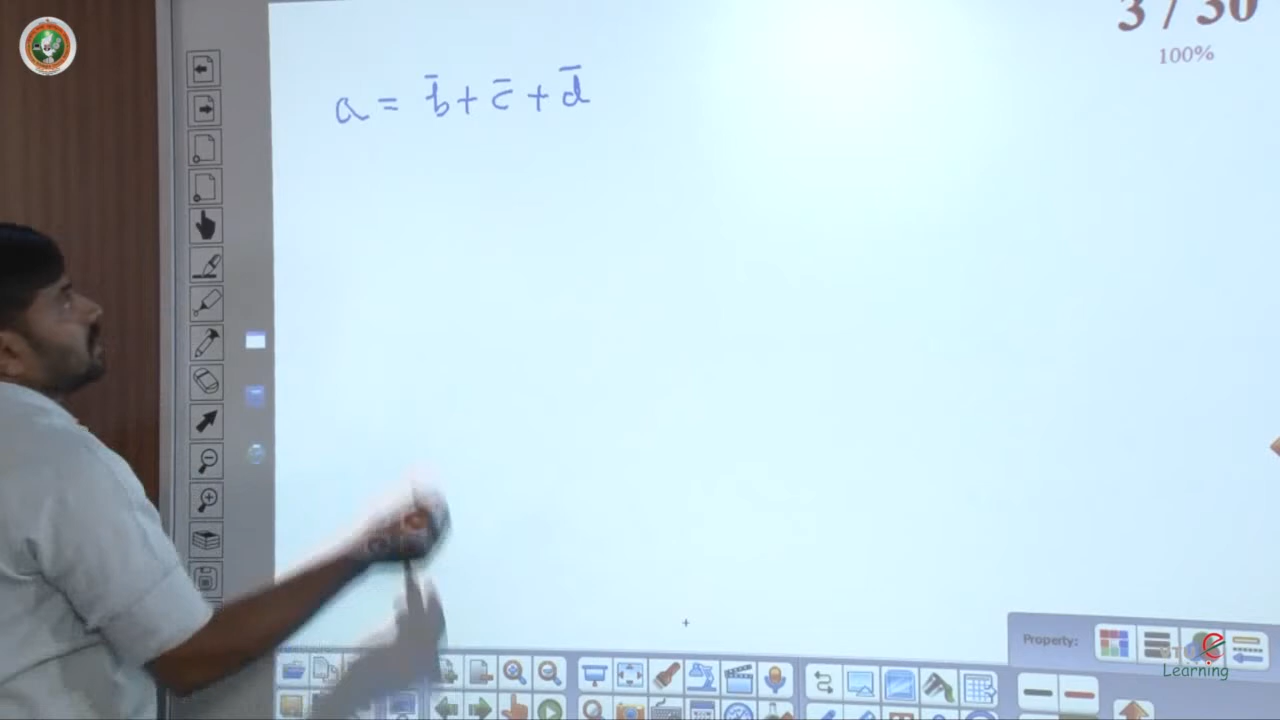 3 / 30
100%
a = b̄ + c̄ + d̄
Property:
e
Learning